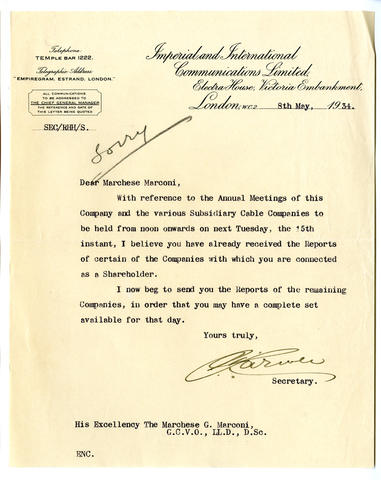 Telephone:
TEMPLE BAR 1222.
Telegraphic Address:
"EMPIREGRAM, ESTRAND, LONDON."
ALL COMMUNICATIONS
TO BE ADDRESSED TO
THE CHIEF GENERAL MANAGER
THE REFERENCE AND DATE OF
THIS LETTER BEING QUOTED
SEC/RHH/S.
Imperial and International
Communications Limited.
Electra House, Victoria Embankment,
London, W.C.2 8th May, 1934.
sorry
Dear Marchese Marconi,
With reference to the Annual Meetings of this
Company and the various Subsidiary Cable Companies to
be held from noon onwards on next Tuesday, the 15th
instant, I believe you have already received the Reports
of certain of the Companies with which you are connected
as a Shareholder.
I now beg to send you the Reports of the remaining
Companies, in order that you may have a complete set
available for that day.
Yours truly,
Secretary.
His Excellency The Marchese G. Marconi,
G.C.V.O., LL.D., D.Sc.
ENC.